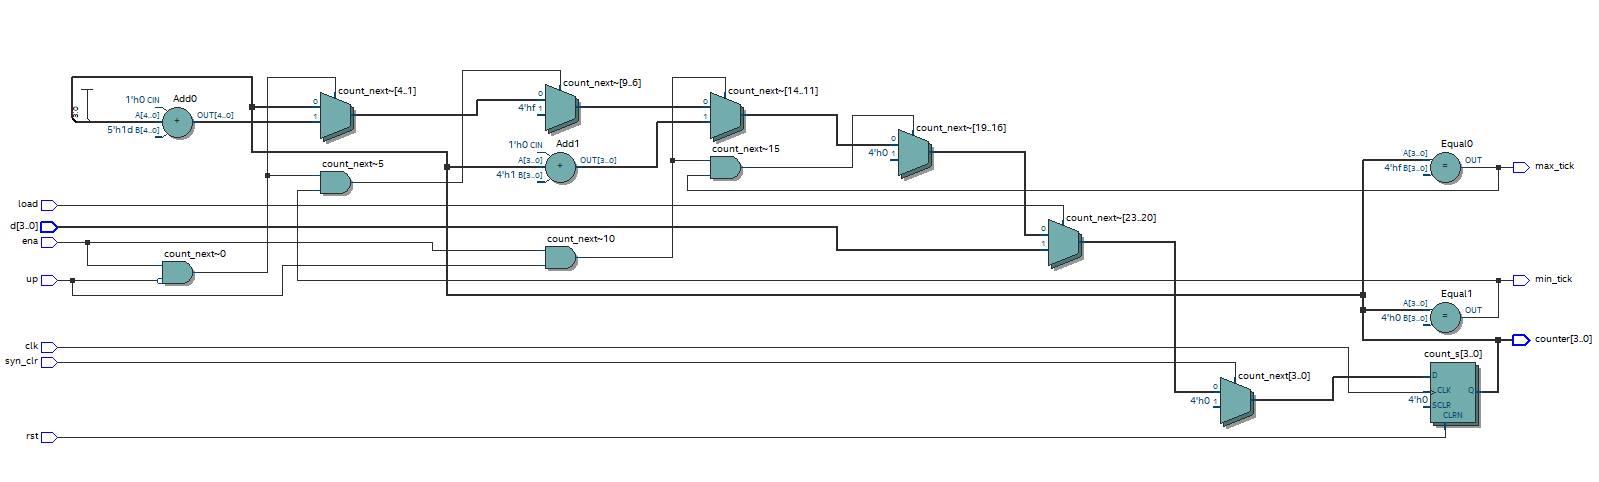 count_next~[9..6]
count_next~[4..1]
count_next~[14..11]
1'h0 CIN
Add0
0
4'hf 1
0
3:0
A[4..0]
+
OUT[4..0]
1
0
1
5'h1d B[4..0]
count_next~[19..16]
1'h0 CIN
Add1
count_next~15
0
4'h0 1
Equal0
count_next~5
A[3..0]
+
OUT[3..0]
A[3..0]
OUT
4'h1 B[3..0]
4'hf B[3..0]
=
max_tick
load
count_next~[23..20]
d[3..0]
0
ena
count_next~10
1
count_next~0
up
min_tick
Equal1
A[3..0]
OUT
4'h0 B[3..0]
=
clk
counter[3..0]
syn_clr
count_s[3..0]
count_next[3..0]
D
0
CLK
Q
4'h0 1
4'h0
SCLR
CLRN
rst